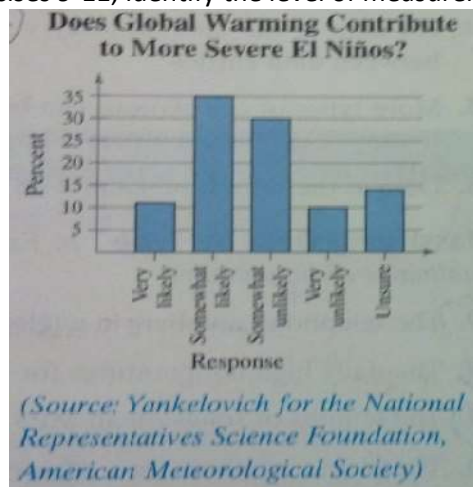 Does Global Warming Contribute
to More Severe El Niños?
Percent
35
30
25
20
15
10
5
Very
likely
Somewhat
likely
Somewhat
unlikely
Very
unlikely
Unsure
Response
(Source: Yankelovich for the National
Representatives Science Foundation,
American Meteorological Society)